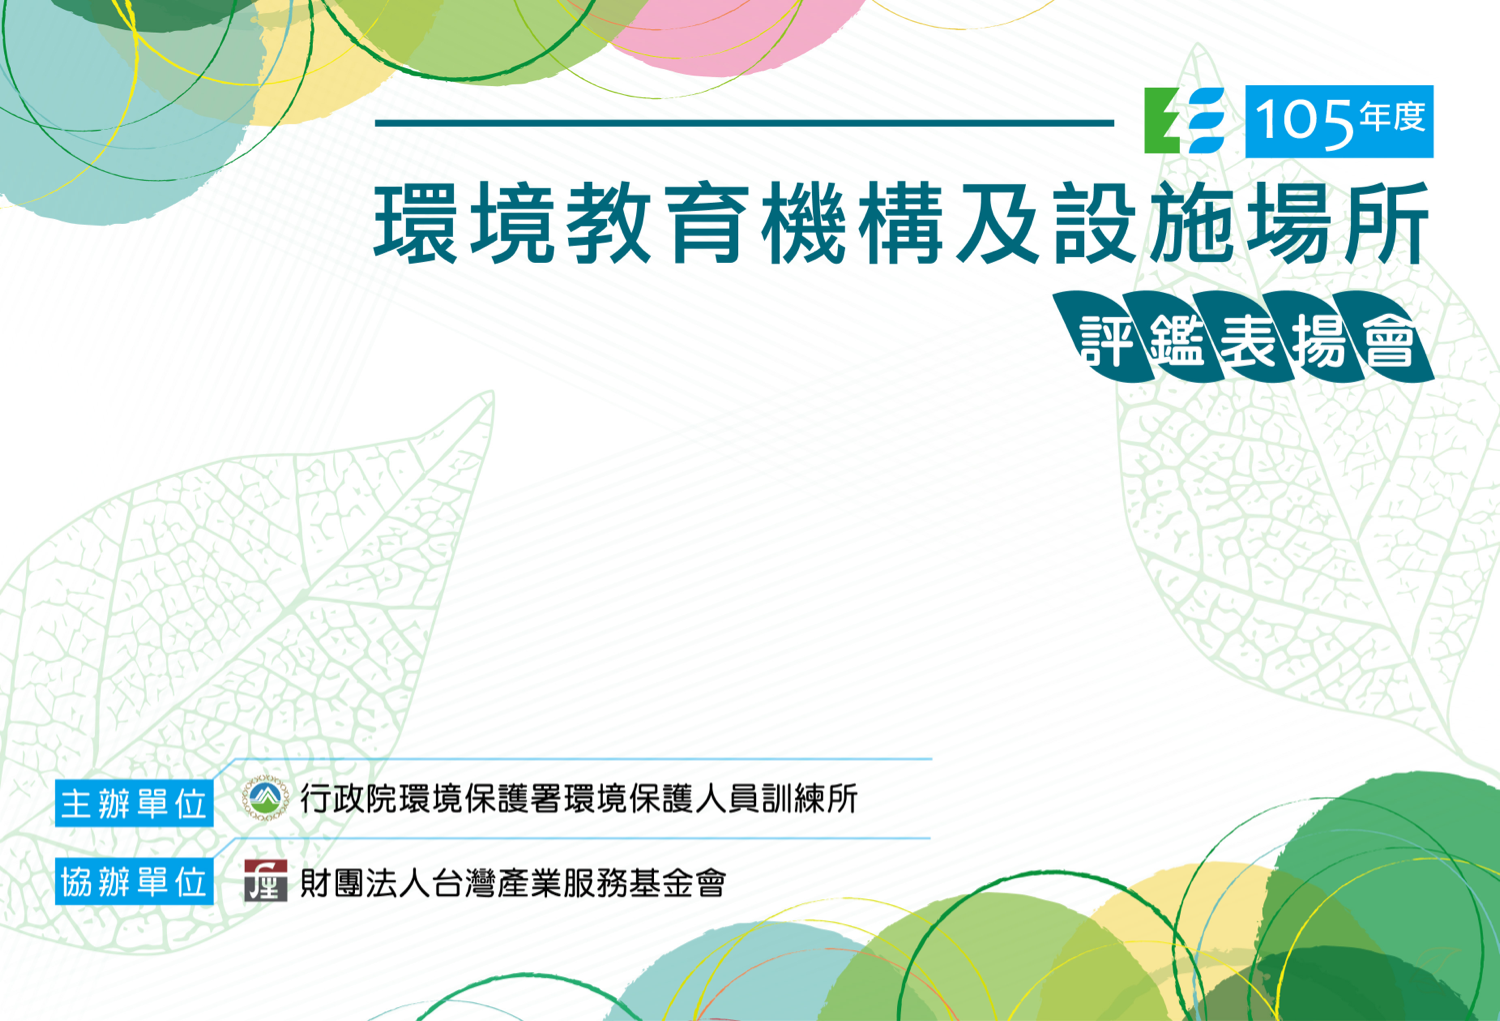 105年度
環境教育機構及設施場所
評鑑表揚會
主辦單位 行政院環境保護署環境保護人員訓練所
協辦單位 財團法人台灣產業服務基金會